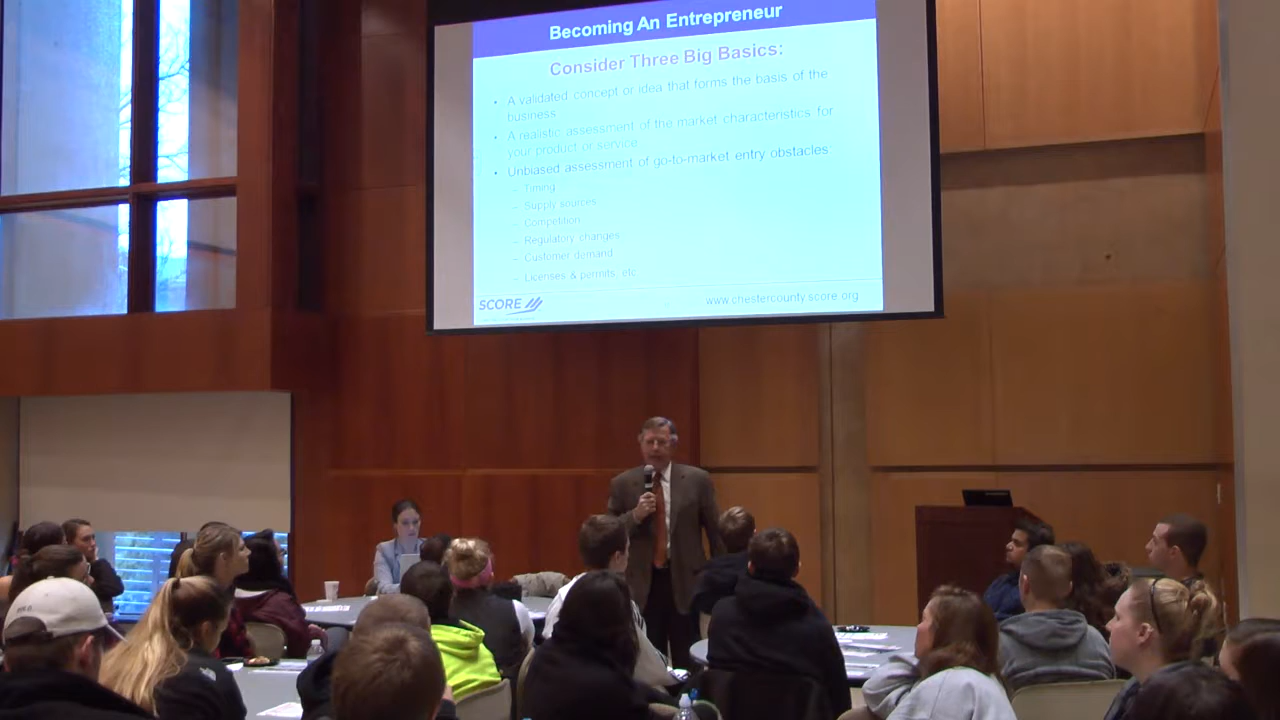 Becoming An Entrepreneur
Consider Three Big Basics:
• A validated concept or idea that forms the basis of the
business
• A realistic assessment of the market characteristics for
your product or service
• Unbiased assessment of go-to-market entry obstacles
– Timing
– Supply sources
– Competition
– Regulatory changes
– Customer demand
– Licenses & permits, etc
SCORE
www.chestercounty.score.org